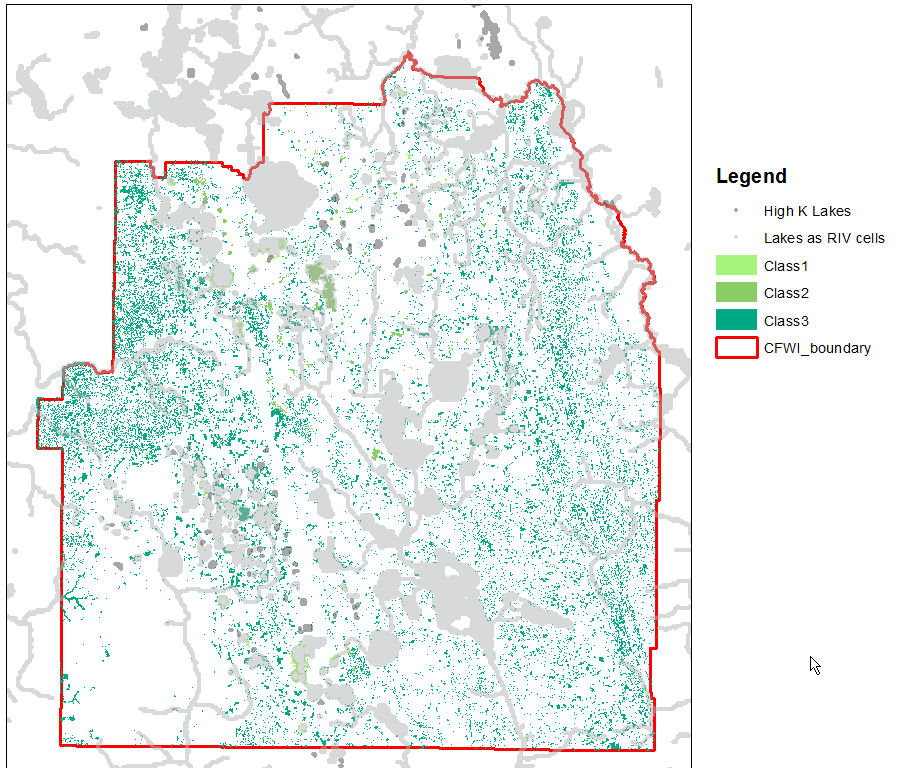 Legend
High K Lakes
Lakes as RIV cells
Class1
Class2
Class3
CFWI_boundary